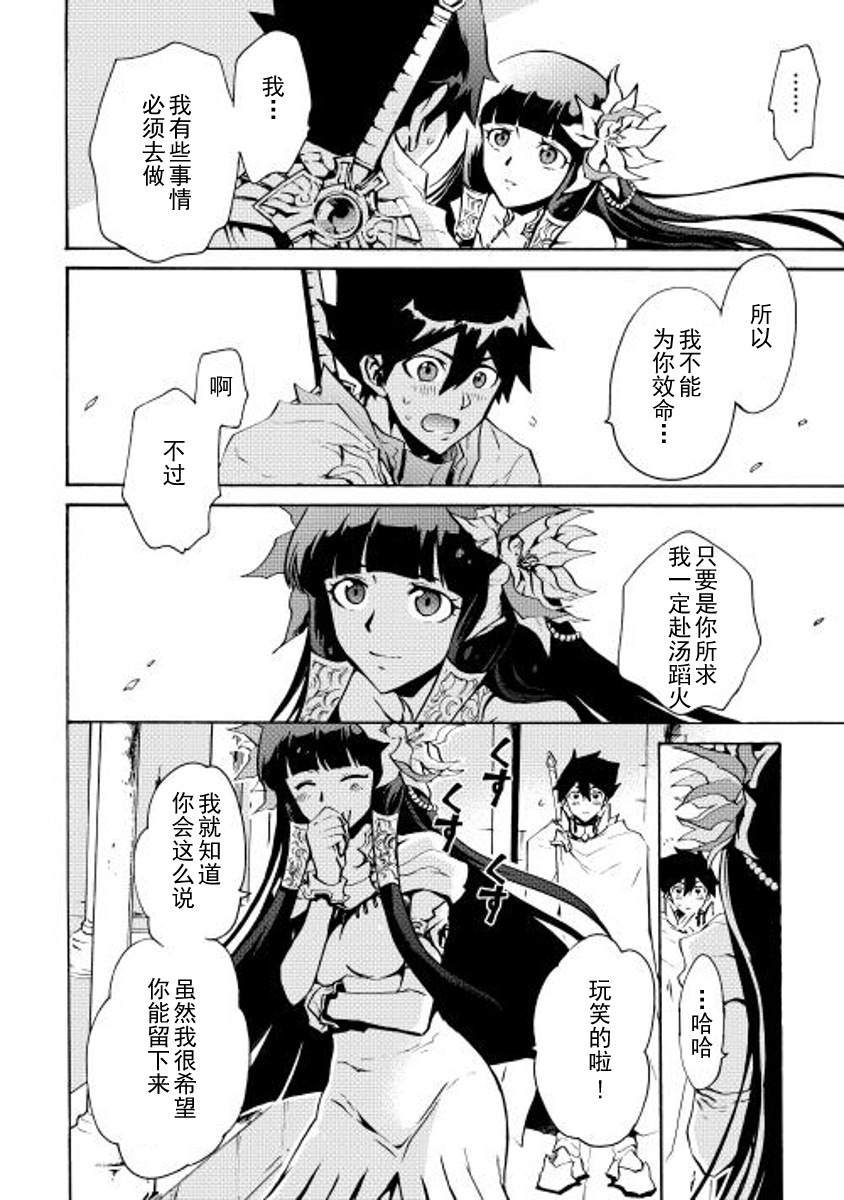 ……
我…
我有些事情
必须去做
所以
我不能
为你效命…
啊
不过
只要是你所求
我一定赴汤蹈火
…哈哈
くす
くす
くす
玩笑的啦！
我就知道
你会这么说
虽然我很希望
你能留下来